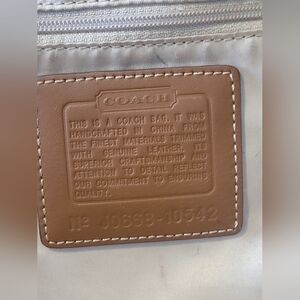 COACH
THIS IS A COACH BAG. IT WAS
HANDCRAFTED IN CHINA FROM
THE FINEST MATERIALS TRIMMED
WITH GENUINE LEATHER. ITS
SUPERIOR CRAFTSMANSHIP AND
ATTENTION TO DETAIL REFLECT
OUR COMMITMENT TO ENDURING
QUALITY.
Nº J0668-10542